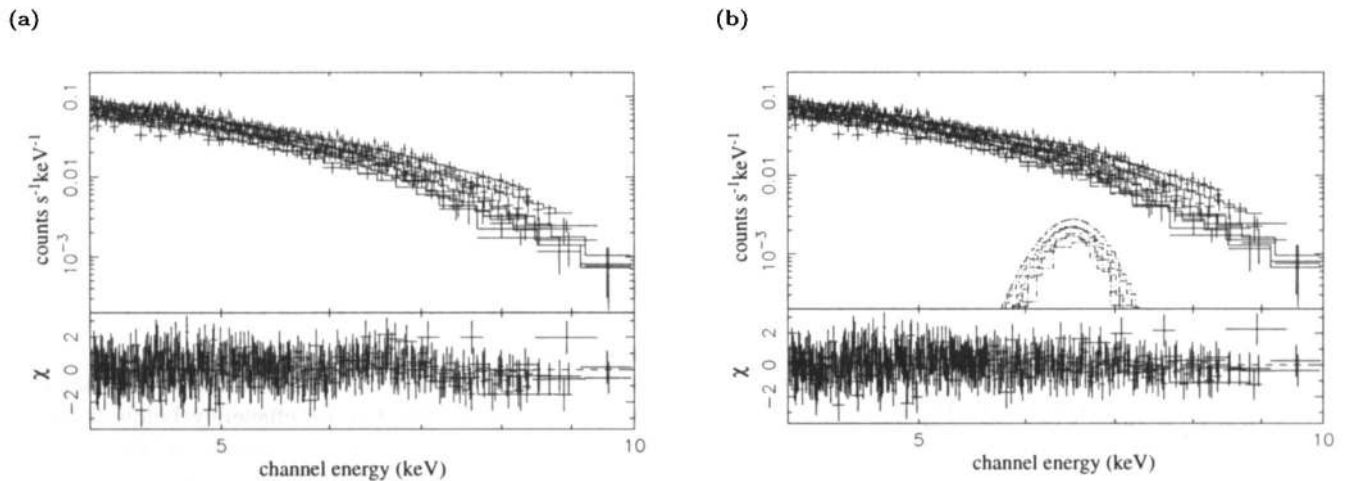 (a)
(b)
0.1
0.01
10⁻³
counts s⁻¹keV⁻¹
2
0
−2
χ
5
10
channel energy (keV)
0.1
0.01
10⁻³
counts s⁻¹keV⁻¹
2
0
−2
χ
5
10
channel energy (keV)